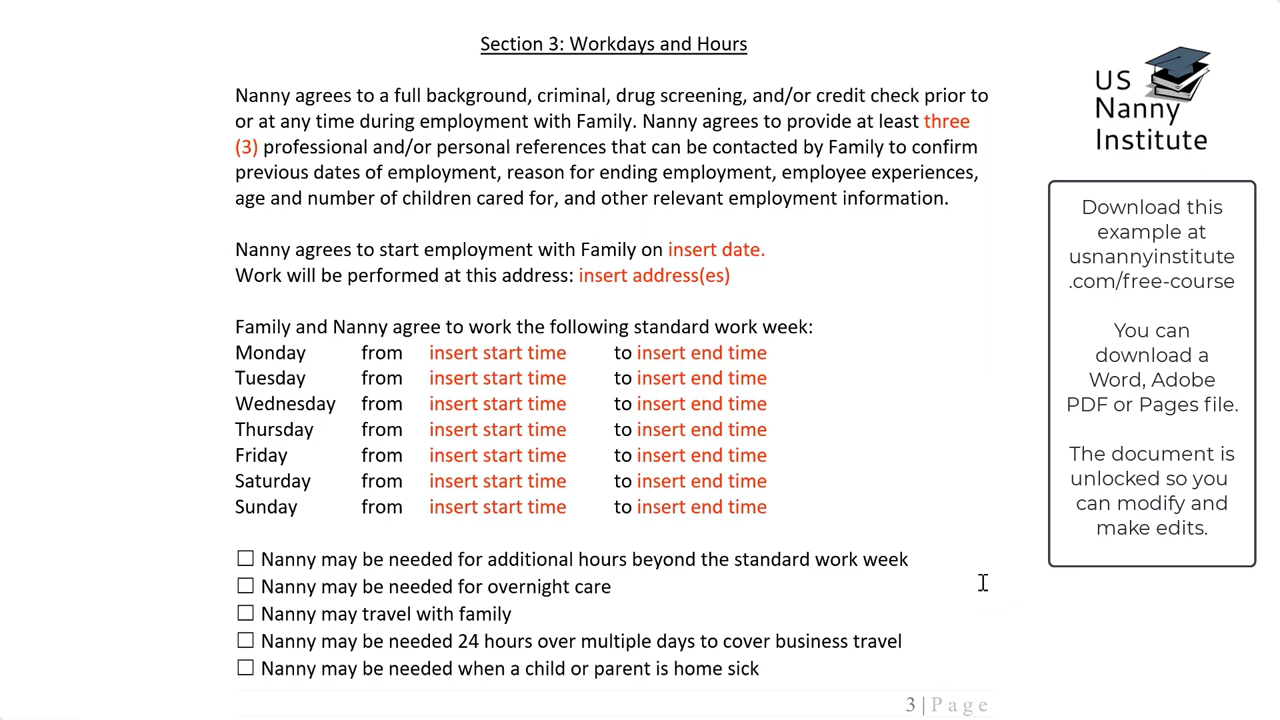 Section 3: Workdays and Hours
Nanny agrees to a full background, criminal, drug screening, and/or credit check prior to
or at any time during employment with Family. Nanny agrees to provide at least three
(3) professional and/or personal references that can be contacted by Family to confirm
previous dates of employment, reason for ending employment, employee experiences,
age and number of children cared for, and other relevant employment information.
Nanny agrees to start employment with Family on insert date.
Work will be performed at this address: insert address(es)
Family and Nanny agree to work the following standard work week:
Monday from insert start time to insert end time
Tuesday from insert start time to insert end time
Wednesday from insert start time to insert end time
Thursday from insert start time to insert end time
Friday from insert start time to insert end time
Saturday from insert start time to insert end time
Sunday from insert start time to insert end time
☐ Nanny may be needed for additional hours beyond the standard work week
☐ Nanny may be needed for overnight care
☐ Nanny may travel with family
☐ Nanny may be needed 24 hours over multiple days to cover business travel
☐ Nanny may be needed when a child or parent is home sick
3 | Page
US
Nanny
Institute
Download this
example at
usnannyinstitute
.com/free-course
You can
download a
Word, Adobe
PDF or Pages file.
The document is
unlocked so you
can modify and
make edits.